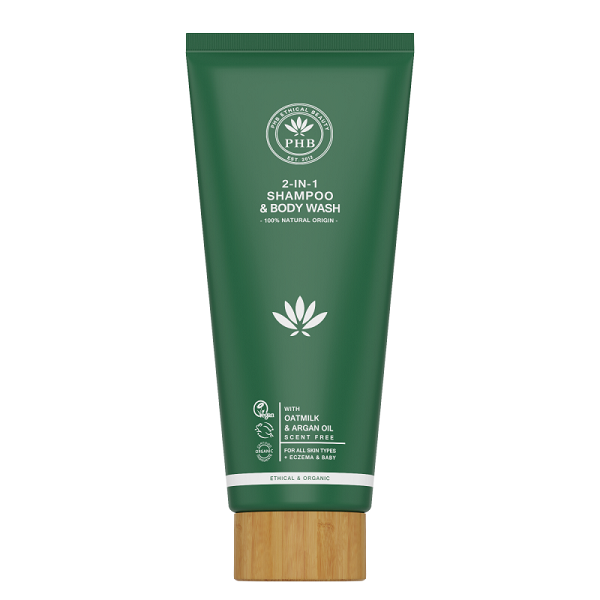 PHB ETHICAL BEAUTY
PHB
EST. 2012
2-IN-1
SHAMPOO
& BODY WASH
- 100% NATURAL ORIGIN -
vegan
ORGANIC
WITH
OATMILK
& ARGAN OIL
SCENT FREE
FOR ALL SKIN TYPES
+ ECZEMA & BABY
ETHICAL & ORGANIC